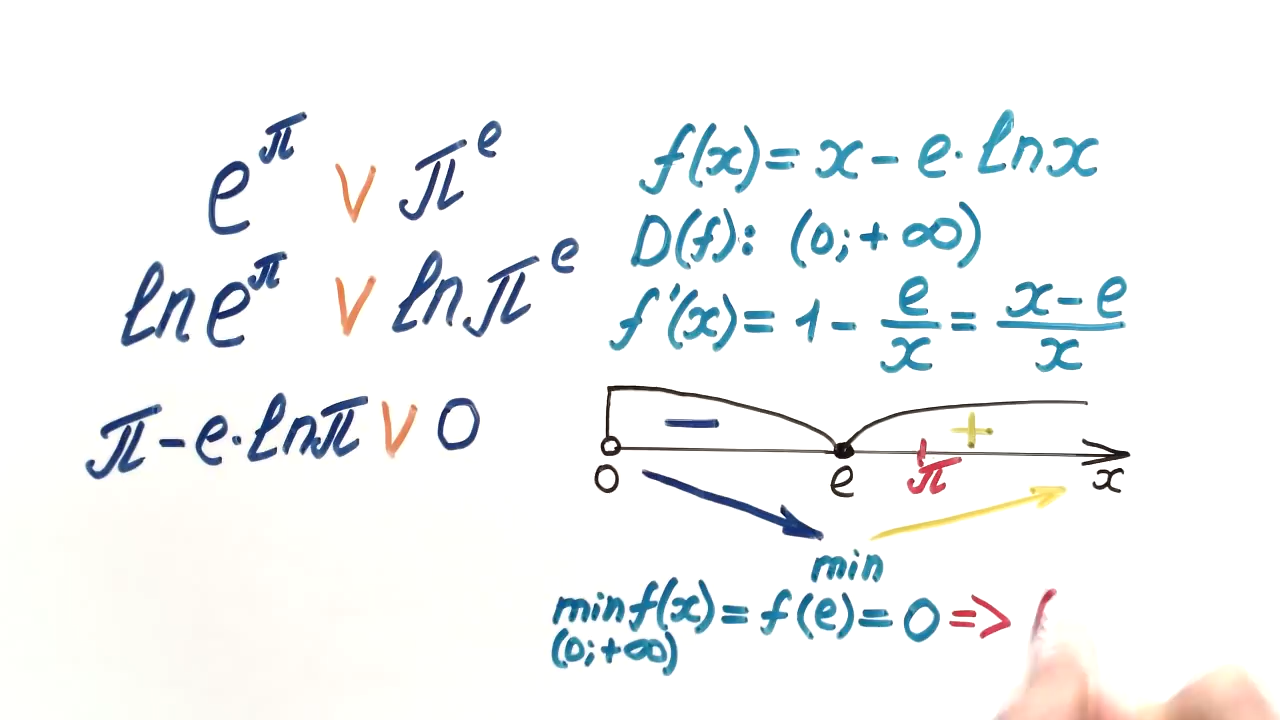 e^π ∨ π^e
ln e^π ∨ ln π^e
π - e · ln π ∨ 0
f(x) = x - e · ln x
D(f): (0; + ∞)
f'(x) = 1 - e/x = (x - e)/x
− +
0 e π x
min
min f(x) = f(e) = 0 =>
(0; +∞)